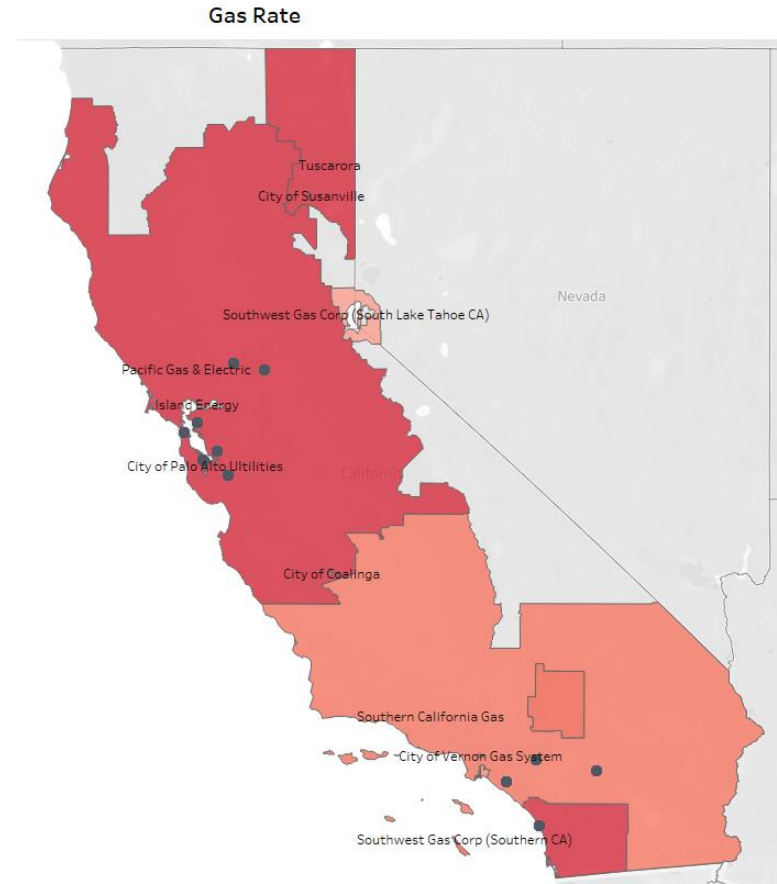 Gas Rate
Tuscarora
City of Susanville
Nevada
Southwest Gas Corp (South Lake Tahoe CA)
Pacific Gas & Electric
Island Energy
City of Palo Alto Ultilities
California
City of Coalinga
Southern California Gas
City of Vernon Gas System
Southwest Gas Corp (Southern CA)